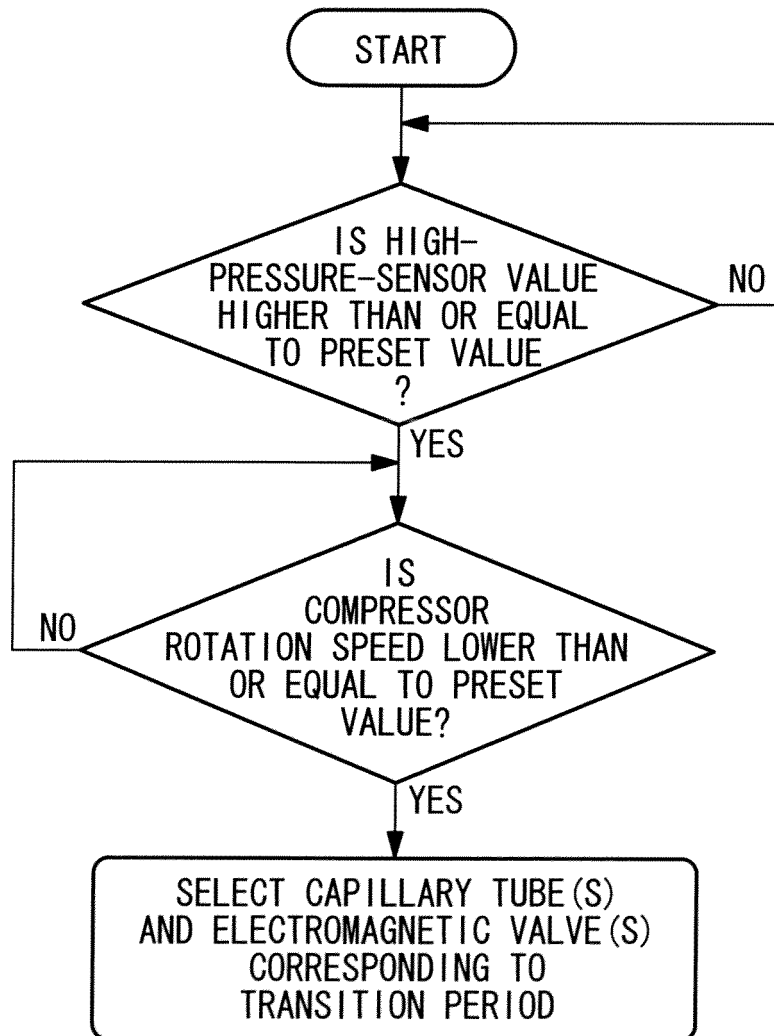 START
IS HIGH-
PRESSURE-SENSOR VALUE
HIGHER THAN OR EQUAL
TO PRESET VALUE
?
NO
YES
IS
COMPRESSOR
ROTATION SPEED LOWER THAN
OR EQUAL TO PRESET
VALUE?
NO
YES
SELECT CAPILLARY TUBE(S)
AND ELECTROMAGNETIC VALVE(S)
CORRESPONDING TO
TRANSITION PERIOD